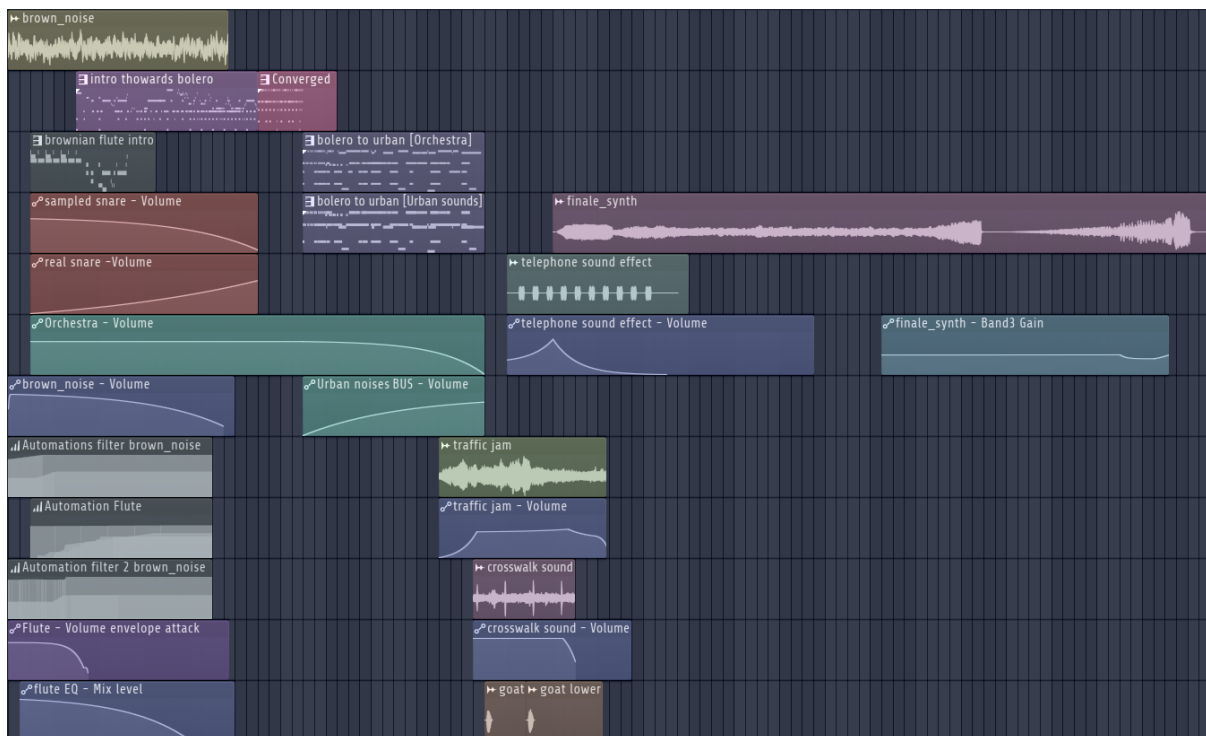 brown_noise
intro thowards bolero
Converged
brownian flute intro
bolero to urban [Orchestra]
sampled snare - Volume
bolero to urban [Urban sounds]
finale_synth
real snare -Volume
telephone sound effect
Orchestra - Volume
telephone sound effect - Volume
finale_synth - Band3 Gain
brown_noise - Volume
Urban noises BUS - Volume
Automations filter brown_noise
traffic jam
Automation Flute
traffic jam - Volume
Automation filter 2 brown_noise
crosswalk sound
Flute - Volume envelope attack
crosswalk sound - Volume
flute EQ - Mix level
goat
goat lower